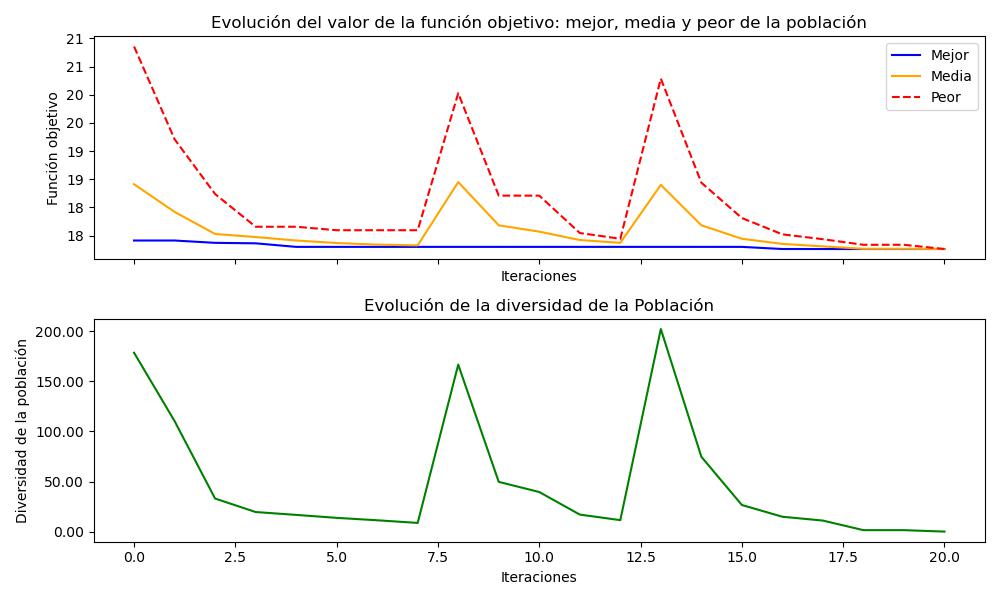 Evolución del valor de la función objetivo: mejor, media y peor de la población
Función objetivo
21
21
20
20
19
19
18
18
Mejor
Media
Peor
Iteraciones
Evolución de la diversidad de la Población
Diversidad de la población
200.00
150.00
100.00
50.00
0.00
0.0 2.5 5.0 7.5 10.0 12.5 15.0 17.5 20.0
Iteraciones